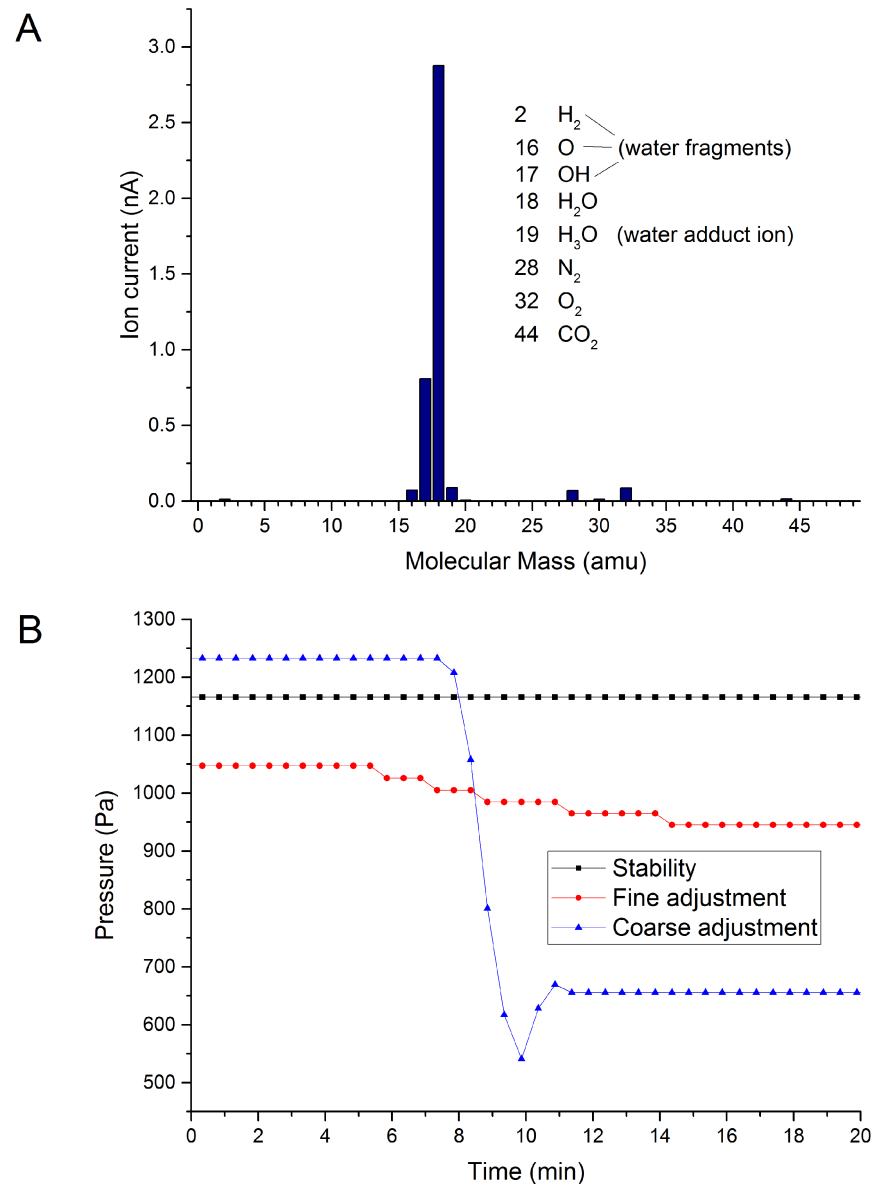 A
3.0
2.5
2.0
1.5
1.0
0.5
0.0
Ion current (nA)
2 H₂
16 O (water fragments)
17 OH
18 H₂O
19 H₃O (water adduct ion)
28 N₂
32 O₂
44 CO₂
0 5 10 15 20 25 30 35 40 45
Molecular Mass (amu)
B
1300
1200
1100
1000
900
800
700
600
500
Pressure (Pa)
Stability
Fine adjustment
Coarse adjustment
0 2 4 6 8 10 12 14 16 18 20
Time (min)